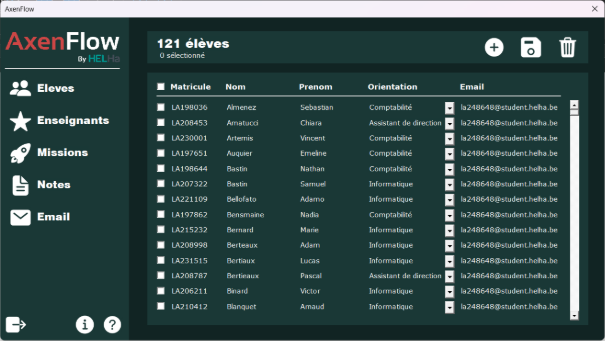 AxenFlow
AxenFlow
By HELHa
Eleves
Enseignants
Missions
Notes
Email
121 élèves
0 sélectionné
Matricule Nom Prenom Orientation Email
LA198036 Almenez Sebastian Comptabilité la248648@student.helha.be
LA208453 Amatucci Chiara Assistant de direction la248648@student.helha.be
LA230001 Artemis Vincent Comptabilité la248648@student.helha.be
LA197651 Auquier Emeline Comptabilité la248648@student.helha.be
LA198644 Bastin Nathan Comptabilité la248648@student.helha.be
LA207322 Bastin Samuel Informatique la248648@student.helha.be
LA221109 Bellofato Adamo Informatique la248648@student.helha.be
LA197862 Bensmaine Nadia Comptabilité la248648@student.helha.be
LA215232 Bernard Marie Informatique la248648@student.helha.be
LA208998 Berteaux Adam Informatique la248648@student.helha.be
LA231515 Bertiaux Lucas Informatique la248648@student.helha.be
LA208787 Bertieaux Pascal Assistant de direction la248648@student.helha.be
LA206211 Binard Victor Informatique la248648@student.helha.be
LA210412 Blanquet Arnaud Informatique la248648@student.helha.be